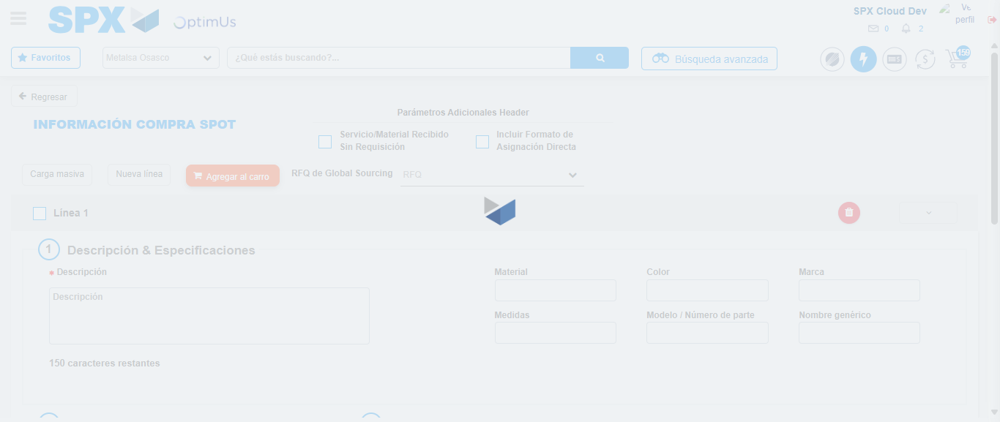 SPX OptimUs
SPX Cloud Dev
0 2
Ve
perfil
Favoritos
Metalsa Osasco
¿Qué estás buscando?...
Búsqueda avanzada
159
Regresar
INFORMACIÓN COMPRA SPOT
Parámetros Adicionales Header
Servicio/Material Recibido
Sin Requisición
Incluir Formato de
Asignación Directa
Carga masiva
Nueva línea
Agregar al carro
RFQ de Global Sourcing
RFQ
Linea 1
1 Descripción & Especificaciones
* Descripción
Descripción
150 caracteres restantes
Material
Color
Marca
Medidas
Modelo / Número de parte
Nombre genérico